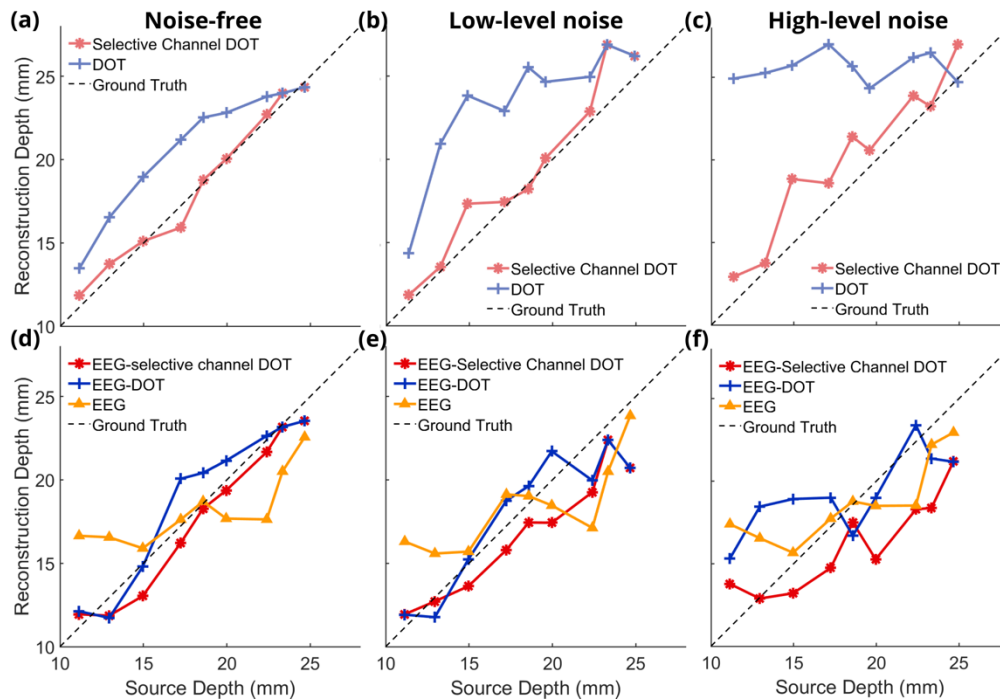 (a) Noise-free
(b) Low-level noise
(c) High-level noise
Reconstruction Depth (mm)
25
20
15
10
Selective Channel DOT
DOT
Ground Truth
Selective Channel DOT
DOT
Ground Truth
Selective Channel DOT
DOT
Ground Truth
(d)
(e)
(f)
Reconstruction Depth (mm)
25
20
15
10
EEG-selective channel DOT
EEG-DOT
EEG
Ground Truth
EEG-Selective Channel DOT
EEG-DOT
EEG
Ground Truth
EEG-Selective Channel DOT
EEG-DOT
EEG
Ground Truth
10 15 20 25
10 15 20 25
10 15 20 25
Source Depth (mm)
Source Depth (mm)
Source Depth (mm)